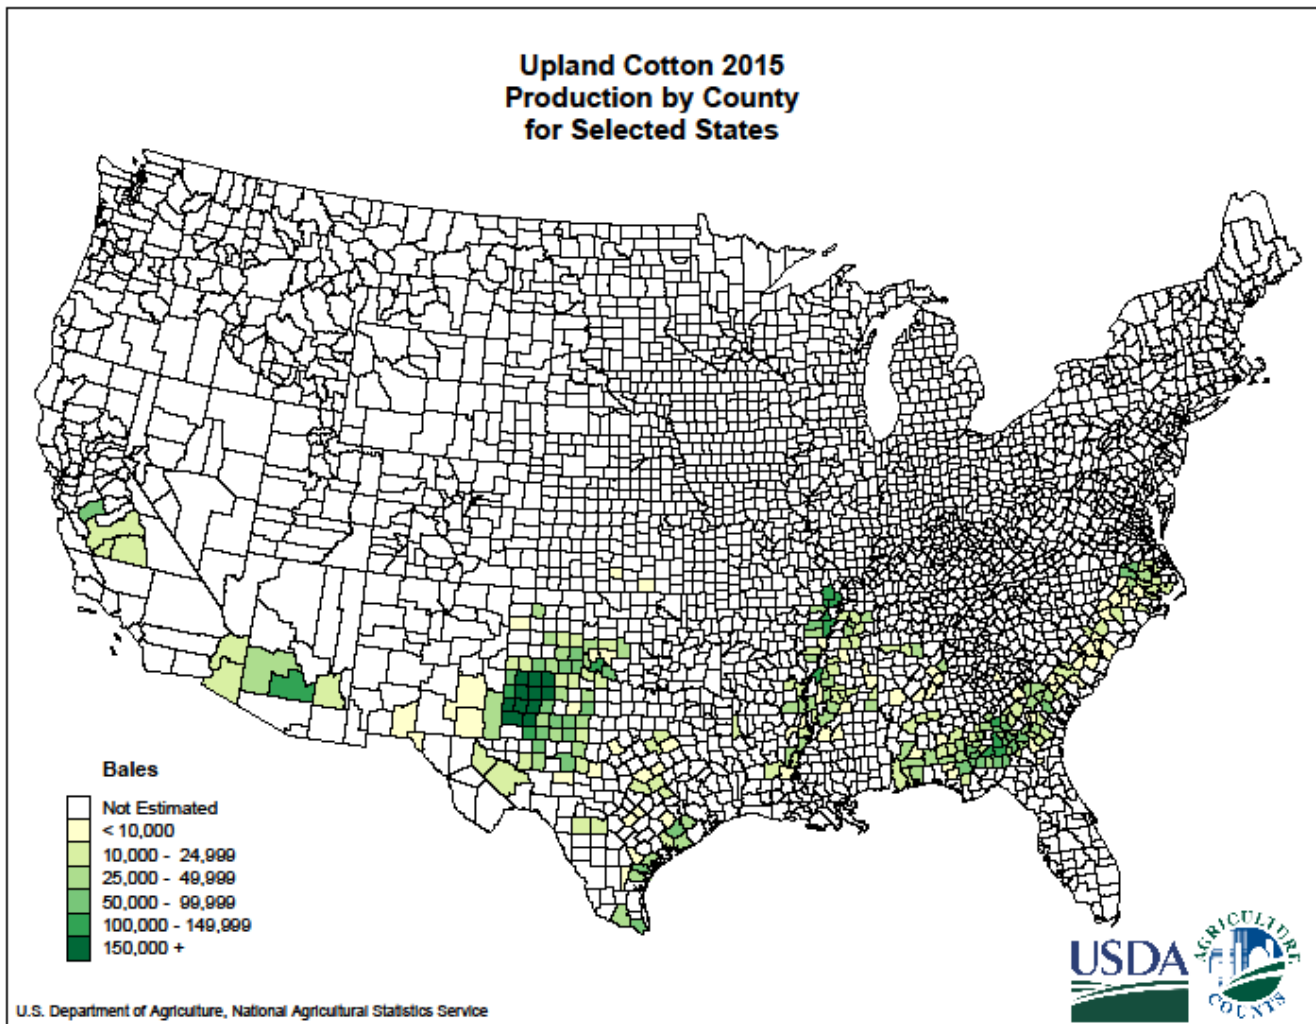 Upland Cotton 2015
Production by County
for Selected States
Bales
Not Estimated
< 10,000
10,000 - 24,999
25,000 - 49,999
50,000 - 99,999
100,000 - 149,999
150,000 +
USDA
AGRICULTURE
COUNTS
U.S. Department of Agriculture, National Agricultural Statistics Service